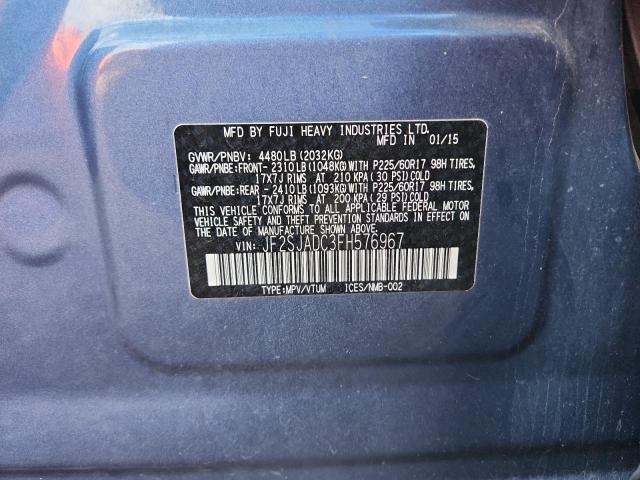 MFD BY FUJI HEAVY INDUSTRIES LTD.
MFD IN 01/15
GVWR/PNBV: 4480LB(2032KG)
GAWR/PNBE:FRONT- 2310LB(1048KG)WITH P225/60R17 98H TIRES,
17X7J RIMS AT 210 KPA(30 PSI)COLD
GAWR/PNBE:REAR - 2410LB(1093KG)WITH P225/60R17 98H TIRES,
17X7J RIMS AT 200 KPA(29 PSI)COLD
THIS VEHICLE CONFORMS TO ALL APPLICABLE FEDERAL MOTOR
VEHICLE SAFETY AND THEFT PREVENTION STANDARDS IN EFFECT
ON THE DATE OF MANUFACTURE SHOWN ABOVE.
VIN: JF2SJADC3FH576967
TYPE:MPV/VTUM ICES/NMB-002